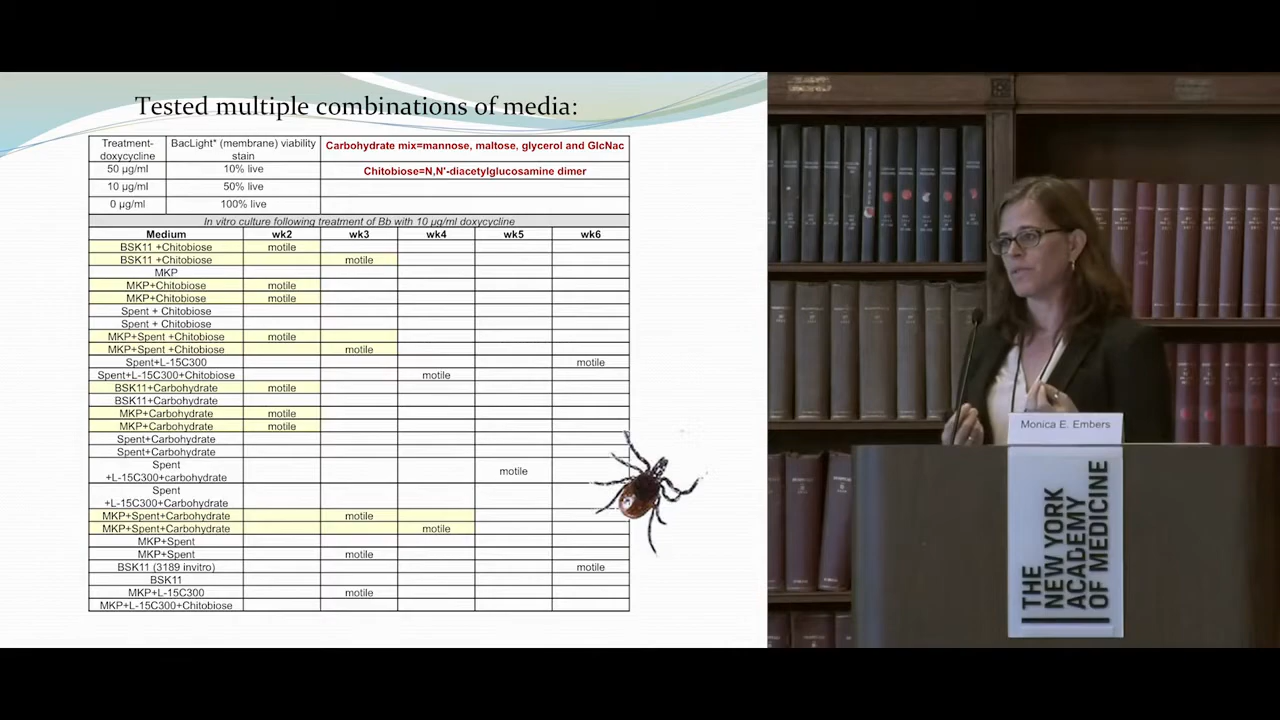 Tested multiple combinations of media:
Treatment-doxycycline BacLight* (membrane) viability stain Carbohydrate mix=mannose, maltose, glycerol and GlcNac
50 µg/ml 10% live Chitobiose=N,N'-diacetylglucosamine dimer
10 µg/ml 50% live
0 µg/ml 100% live
In vitro culture following treatment of Bb with 10 µg/ml doxycycline
Medium wk2 wk3 wk4 wk5 wk6
BSK11 +Chitobiose motile
BSK11 +Chitobiose motile
MKP
MKP+Chitobiose motile
MKP+Chitobiose motile
Spent + Chitobiose
Spent + Chitobiose
MKP+Spent +Chitobiose motile
MKP+Spent +Chitobiose motile
Spent+L-15C300 motile
Spent+L-15C300+Chitobiose motile
BSK11+Carbohydrate motile
BSK11+Carbohydrate
MKP+Carbohydrate motile
MKP+Carbohydrate motile
Spent+Carbohydrate
Spent+Carbohydrate
Spent
+L-15C300+carbohydrate motile
Spent
+L-15C300+Carbohydrate
MKP+Spent+Carbohydrate motile
MKP+Spent+Carbohydrate motile
MKP+Spent
MKP+Spent motile
BSK11 (3189 invitro) motile
BSK11
MKP+L-15C300 motile
MKP+L-15C300+Chitobiose
Monica E. Embers
THE
NEW YORK
ACADEMY
OF MEDICINE